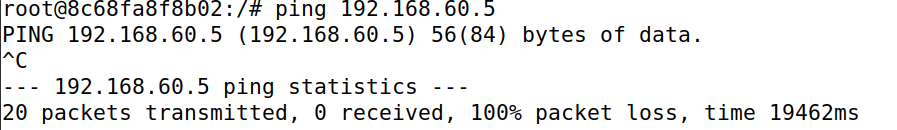 root@8c68fa8f8b02:/# ping 192.168.60.5
PING 192.168.60.5 (192.168.60.5) 56(84) bytes of data.
^C
--- 192.168.60.5 ping statistics ---
20 packets transmitted, 0 received, 100% packet loss, time 19462ms